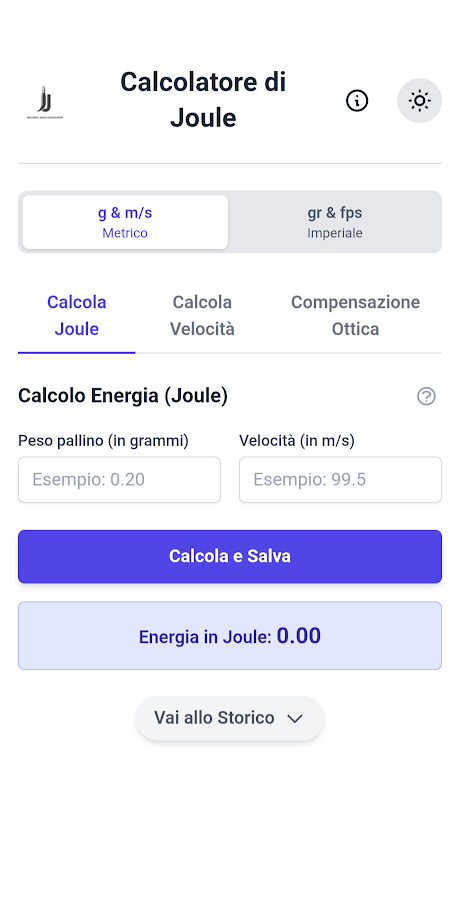 Calcolatore di
Joule
g & m/s
Metrico
gr & fps
Imperiale
Calcola
Joule
Calcola
Velocità
Compensazione
Ottica
Calcolo Energia (Joule)
Peso pallino (in grammi)
Velocità (in m/s)
Esempio: 0.20
Esempio: 99.5
Calcola e Salva
Energia in Joule: 0.00
Vai allo Storico